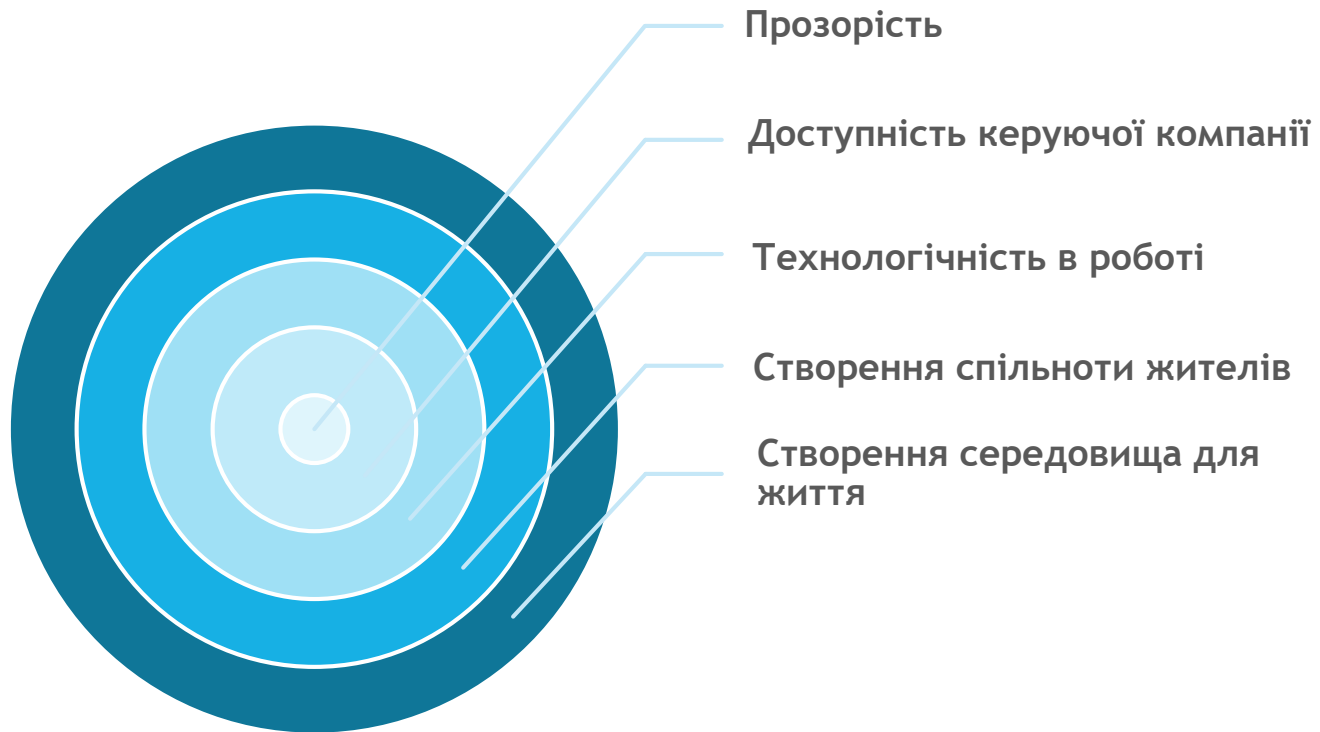 Прозорість
Доступність керуючої компанії
Технологічність в роботі
Створення спільноти жителів
Створення середовища для
життя